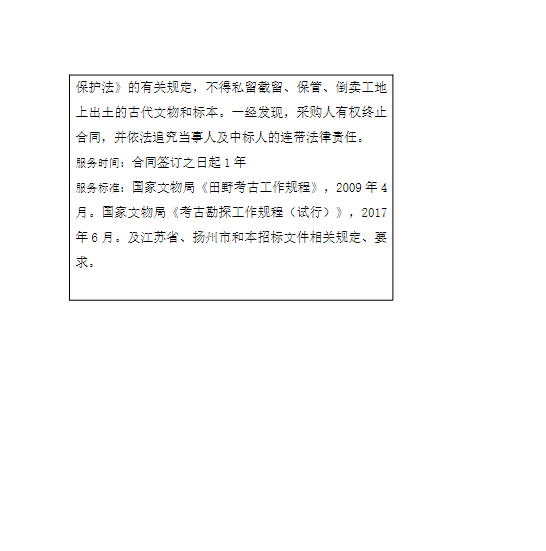 保护法》的有关规定，不得私留截留、保管、倒卖工地
上出土的古代文物和标本。一经发现，采购人有权终止
合同，并依法追究当事人及中标人的连带法律责任。
服务时间：合同签订之日起 1 年
服务标准：国家文物局《田野考古工作规程》，2009 年 4
月。国家文物局《考古勘探工作规程（试行）》，2017
年 6 月。及江苏省、扬州市和本招标文件相关规定、要
求。